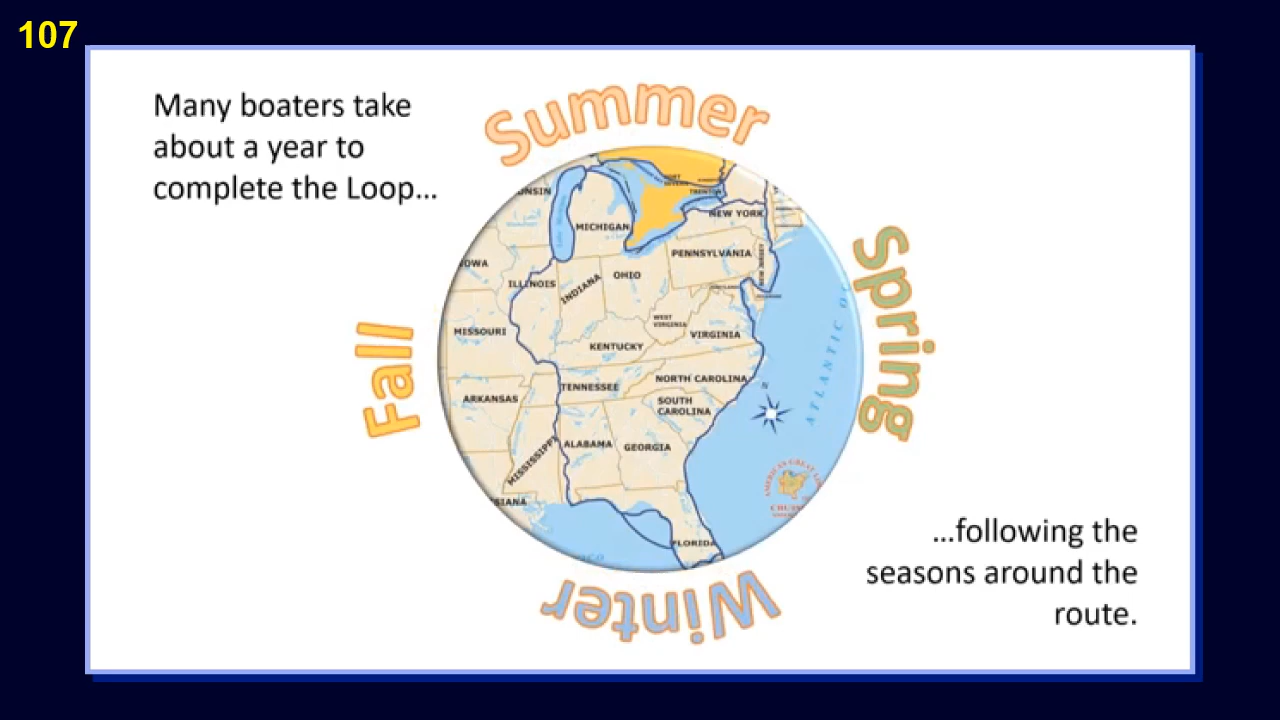 107
Many boaters take
about a year to
complete the Loop...
Summer
Spring
Fall
Winter
MICHIGAN
NEW YORK
PENNSYLVANIA
OHIO
ILLINOIS
INDIANA
WEST
VIRGINIA
VIRGINIA
MISSOURI
KENTUCKY
TENNESSEE
NORTH CAROLINA
SOUTH
CAROLINA
ARKANSAS
MISSISSIPPI
ALABAMA
GEORGIA
FLORIDA
N
ATLANTIC O
...following the
seasons around the
route.